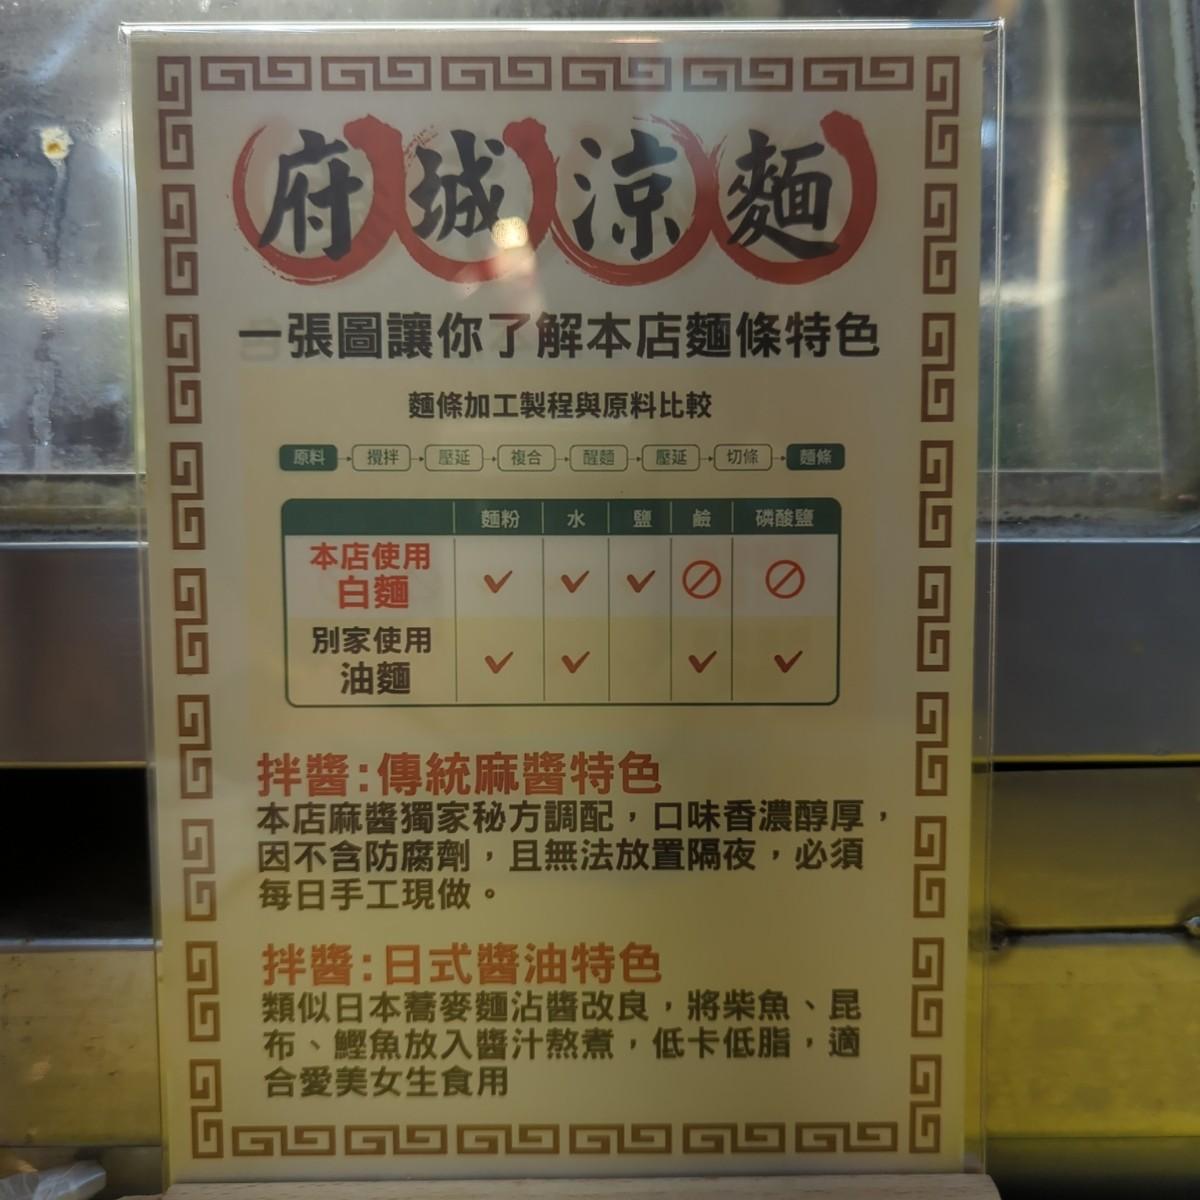 府城涼麵
一張圖讓你了解本店麵條特色
麵條加工製程與原料比較
原料 攪拌 壓延 複合 醒麵 壓延 切條 麵條
麵粉 水 鹽 鹼 磷酸鹽
本店使用
白麵
別家使用
油麵
拌醬:傳統麻醬特色
本店麻醬獨家秘方調配,口味香濃醇厚,
因不含防腐劑,且無法放置隔夜,必須
每日手工現做。
拌醬:日式醬油特色
類似日本蕎麥麵沾醬改良,將柴魚、昆
布、鰹魚放入醬汁熬煮,低卡低脂,適
合愛美女生食用